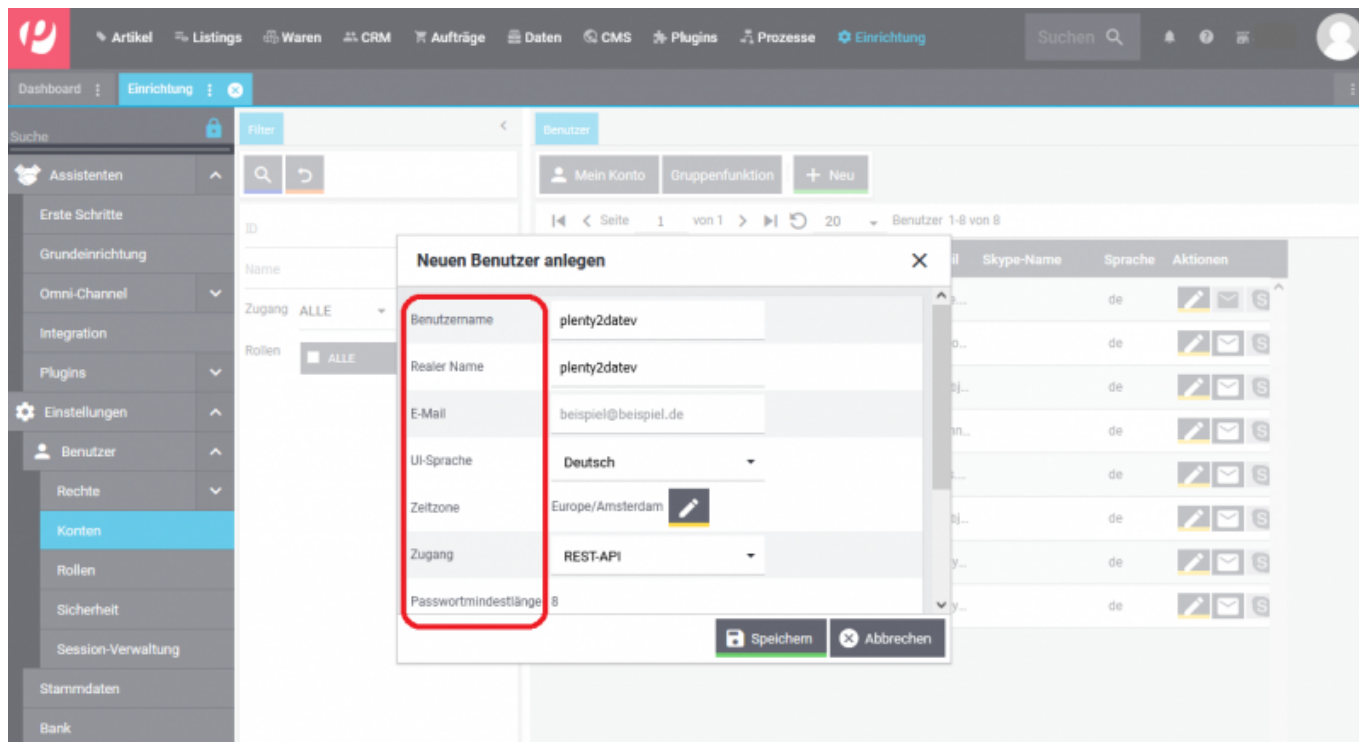 Artikel Listings Waren CRM Aufträge Daten CMS Plugins Prozesse Einrichtung Suchen
Dashboard Einrichtung
Suche
Assistenten
Erste Schritte
Grundeinrichtung
Omni-Channel
Integration
Plugins
Einstellungen
Benutzer
Rechte
Konten
Rollen
Sicherheit
Session-Verwaltung
Stammdaten
Bank
Filter
ID
Name
Zugang ALLE
Rollen ALLE
Benutzer
Mein Konto Gruppenfunktion + Neu
Seite 1 von 1 20 Benutzer 1-8 von 8
Skype-Name Sprache Aktionen
de
de
de
de
de
de
de
de
Neuen Benutzer anlegen
Benutzername plenty2datev
Realer Name plenty2datev
E-Mail beispiel@beispiel.de
UI-Sprache Deutsch
Zeitzone Europe/Amsterdam
Zugang REST-API
Passwortmindestlänge 8
Speichern Abbrechen